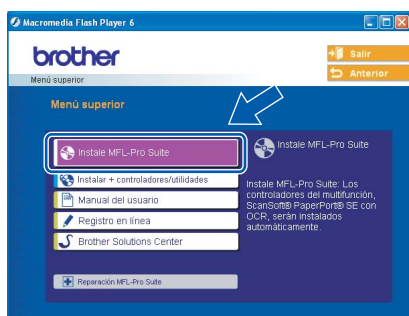 Macromedia Flash Player 6
brother
Salir
Anterior
Menú superior
Menú superior
Instale MFL-Pro Suite
Instalar + controladores/utilidades
Manual del usuario
Registro en línea
Brother Solutions Center
Reparación MFL-Pro Suite
Instale MFL-Pro Suite
Instale MFL-Pro Suite: Los
controladores del multifunción,
ScanSoft® PaperPort® SE con
OCR, serán instalados
automáticamente.